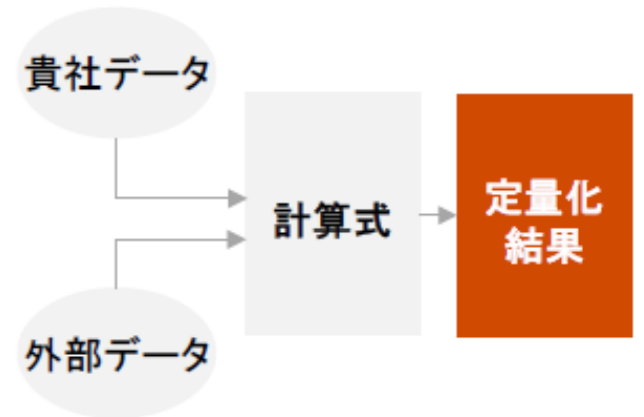 貴社データ
外部データ
計算式
定量化
結果